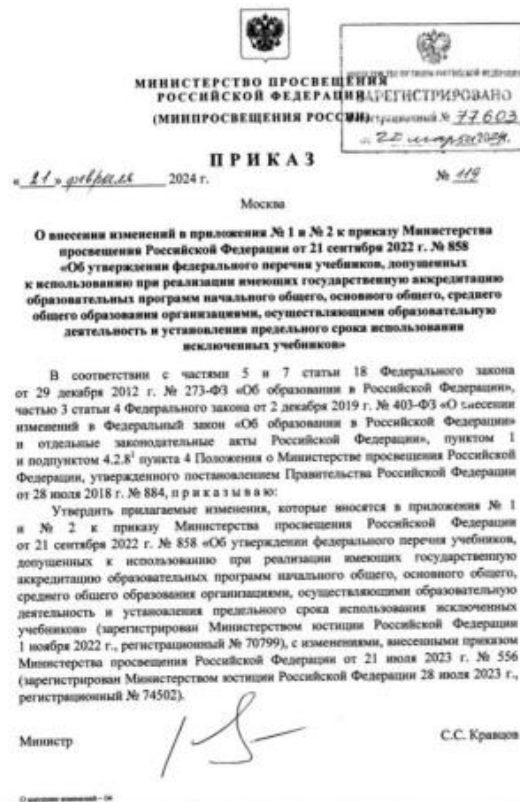 МИНИСТЕРСТВО ПРОСВЕЩЕНИЯ
РОССИЙСКОЙ ФЕДЕРАЦИИ
(МИНПРОСВЕЩЕНИЯ РОССИИ)
ЗАРЕГИСТРИРОВАНО
Регистрационный № 77603
от 22 марта 2024.
ПРИКАЗ
« 21 » февраля 2024 г.
№ 119
Москва
О внесении изменений в приложения № 1 и № 2 к приказу Министерства
просвещения Российской Федерации от 21 сентября 2022 г. № 858
«Об утверждении федерального перечня учебников, допущенных
к использованию при реализации имеющих государственную аккредитацию
образовательных программ начального общего, основного общего, среднего
общего образования организациями, осуществляющими образовательную
деятельность и установления предельного срока использования
исключенных учебников»
В соответствии с частями 5 и 7 статьи 18 Федерального закона
от 29 декабря 2012 г. № 273-ФЗ «Об образовании в Российской Федерации»,
частью 3 статьи 4 Федерального закона от 2 декабря 2019 г. № 403-ФЗ «О внесении
изменений в Федеральный закон «Об образовании в Российской Федерации»
и отдельные законодательные акты Российской Федерации», пунктом 1
и подпунктом 4.2.8¹ пункта 4 Положения о Министерстве просвещения Российской
Федерации, утвержденного постановлением Правительства Российской Федерации
от 28 июля 2018 г. № 884, п р и к а з ы в а ю:
Утвердить прилагаемые изменения, которые вносятся в приложения № 1
и № 2 к приказу Министерства просвещения Российской Федерации
от 21 сентября 2022 г. № 858 «Об утверждении федерального перечня учебников,
допущенных к использованию при реализации имеющих государственную
аккредитацию образовательных программ начального общего, основного общего,
среднего общего образования организациями, осуществляющими образовательную
деятельность и установления предельного срока использования исключенных
учебников» (зарегистрирован Министерством юстиции Российской Федерации
1 ноября 2022 г., регистрационный № 70799), с изменениями, внесенными приказом
Министерства просвещения Российской Федерации от 21 июля 2023 г. № 556
(зарегистрирован Министерством юстиции Российской Федерации 28 июля 2023 г.,
регистрационный № 74502).
Министр
С.С. Кравцов
О внесении изменений – 04